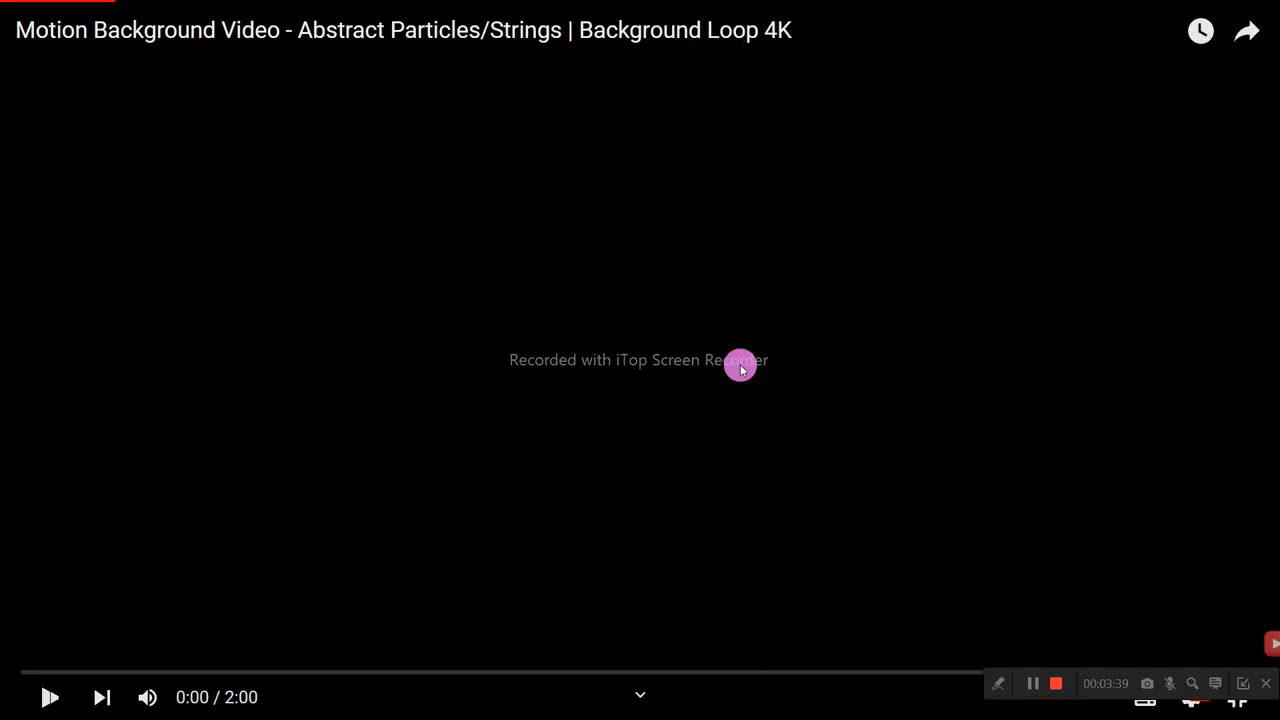 Motion Background Video - Abstract Particles/Strings | Background Loop 4K
Recorded with iTop Screen Recorder
0:00 / 2:00
00:03:39